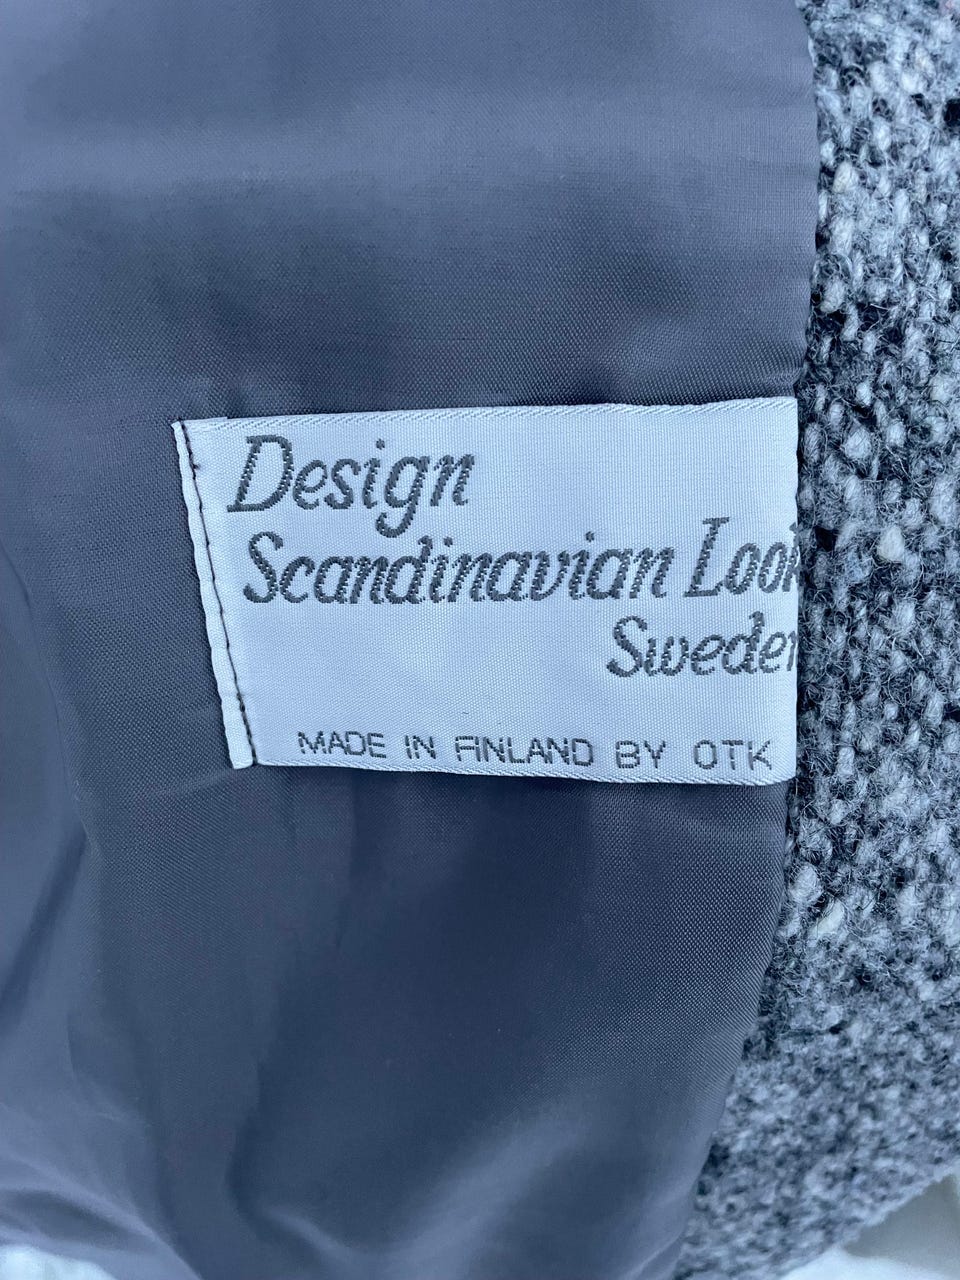 Design
Scandinavian Look
Sweden
MADE IN FINLAND BY OTK